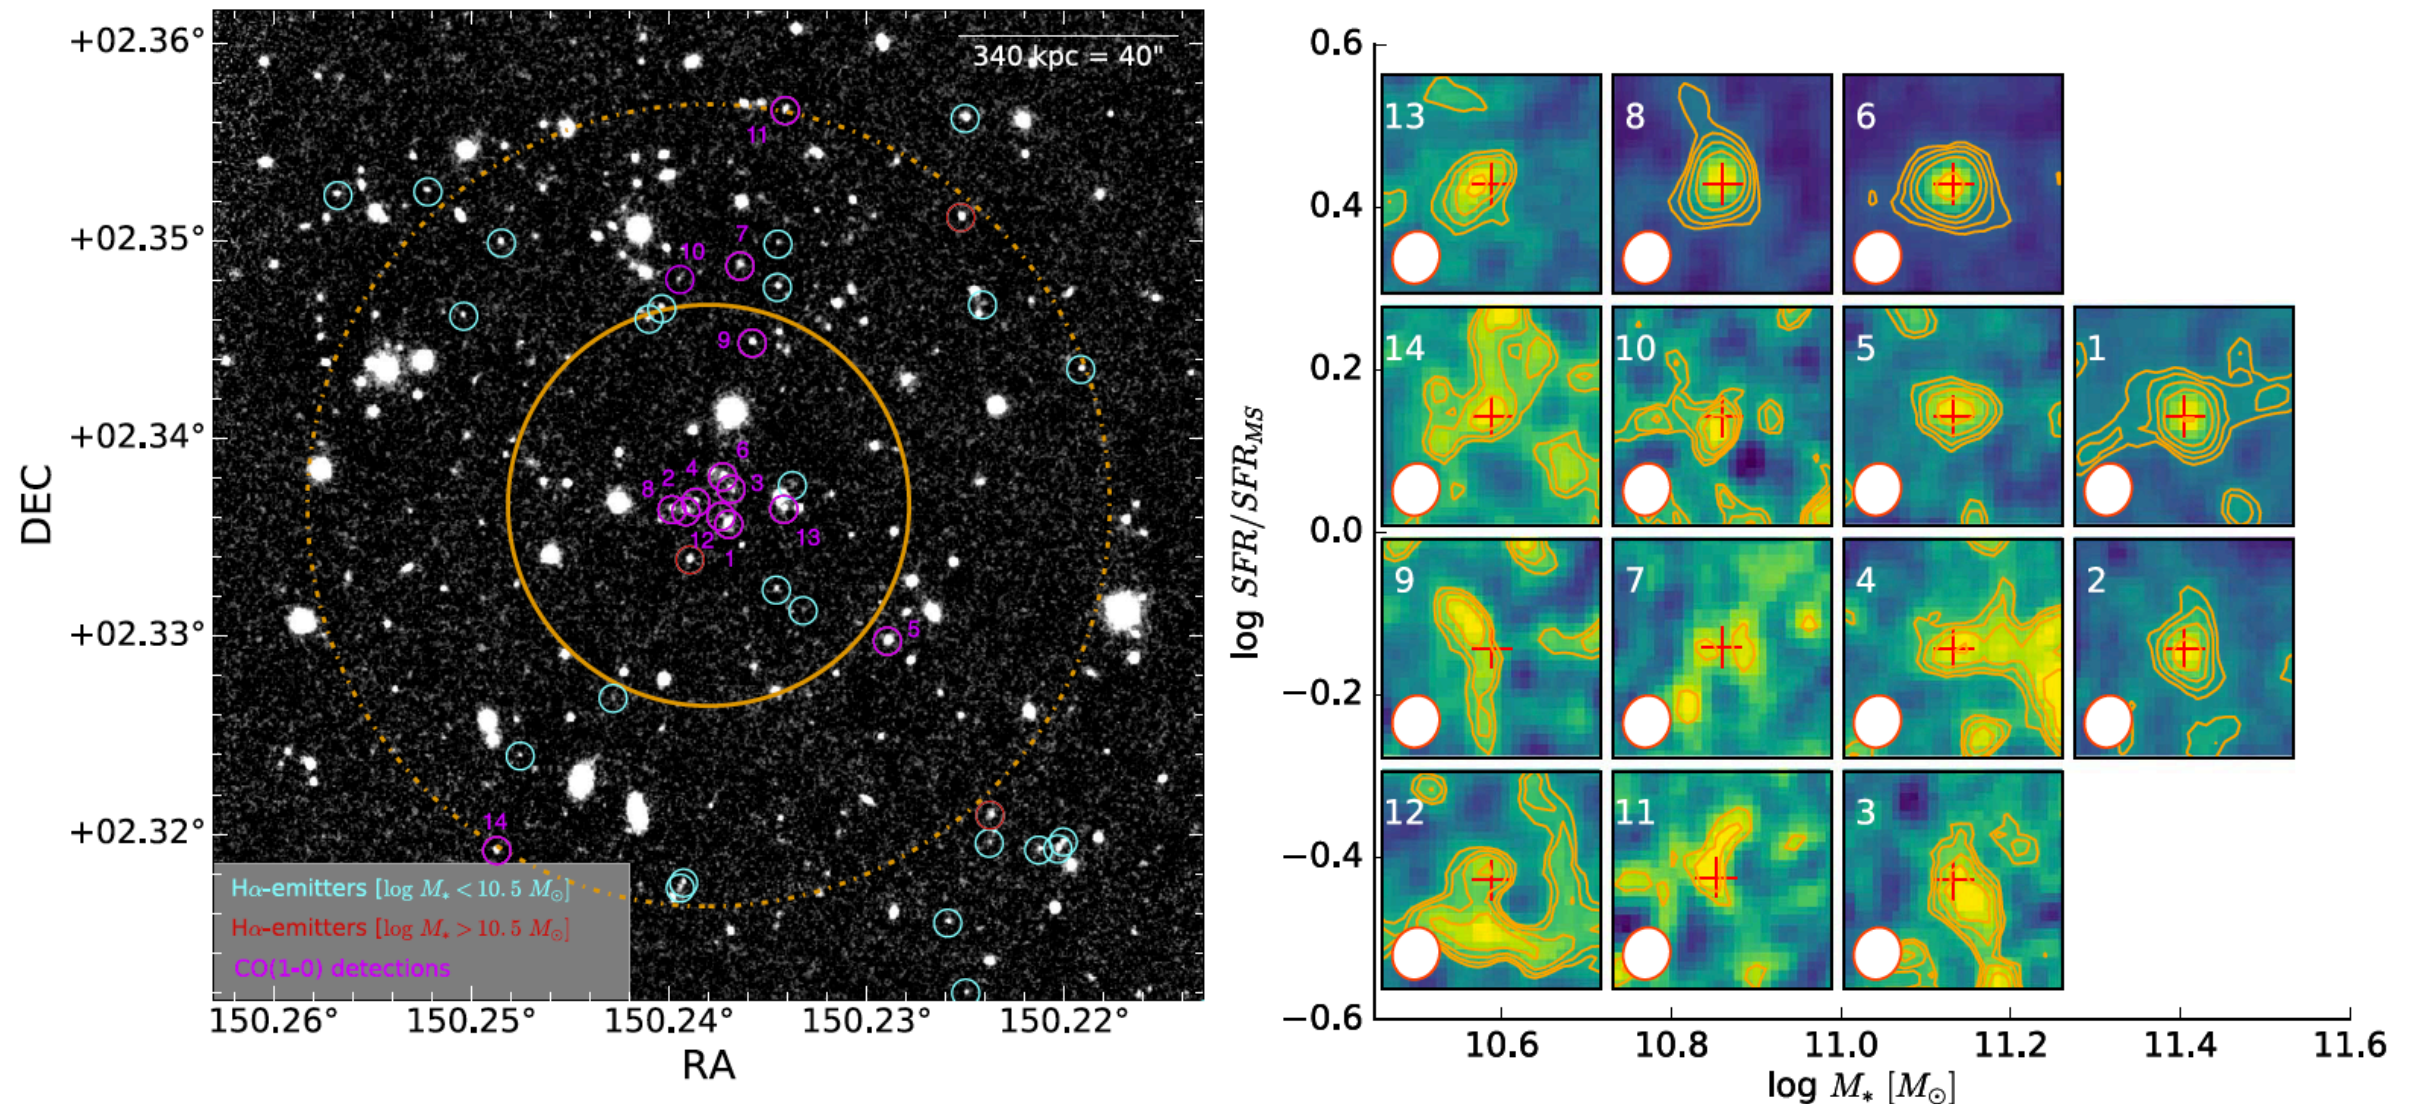 340 kpc = 40"
+02.36°
+02.35°
+02.34°
+02.33°
+02.32°
DEC
11
10
7
9
6
4
2
3
8
12
13
1
5
14
Hα-emitters [log M* < 10.5 M⊙]
Hα-emitters [log M* > 10.5 M⊙]
CO(1-0) detections
150.26° 150.25° 150.24° 150.23° 150.22°
RA
0.6
0.4
0.2
0.0
−0.2
−0.4
−0.6
log SFR/SFR_MS
13 8 6
14 10 5 1
9 7 4 2
12 11 3
10.6 10.8 11.0 11.2 11.4 11.6
log M* [M⊙]